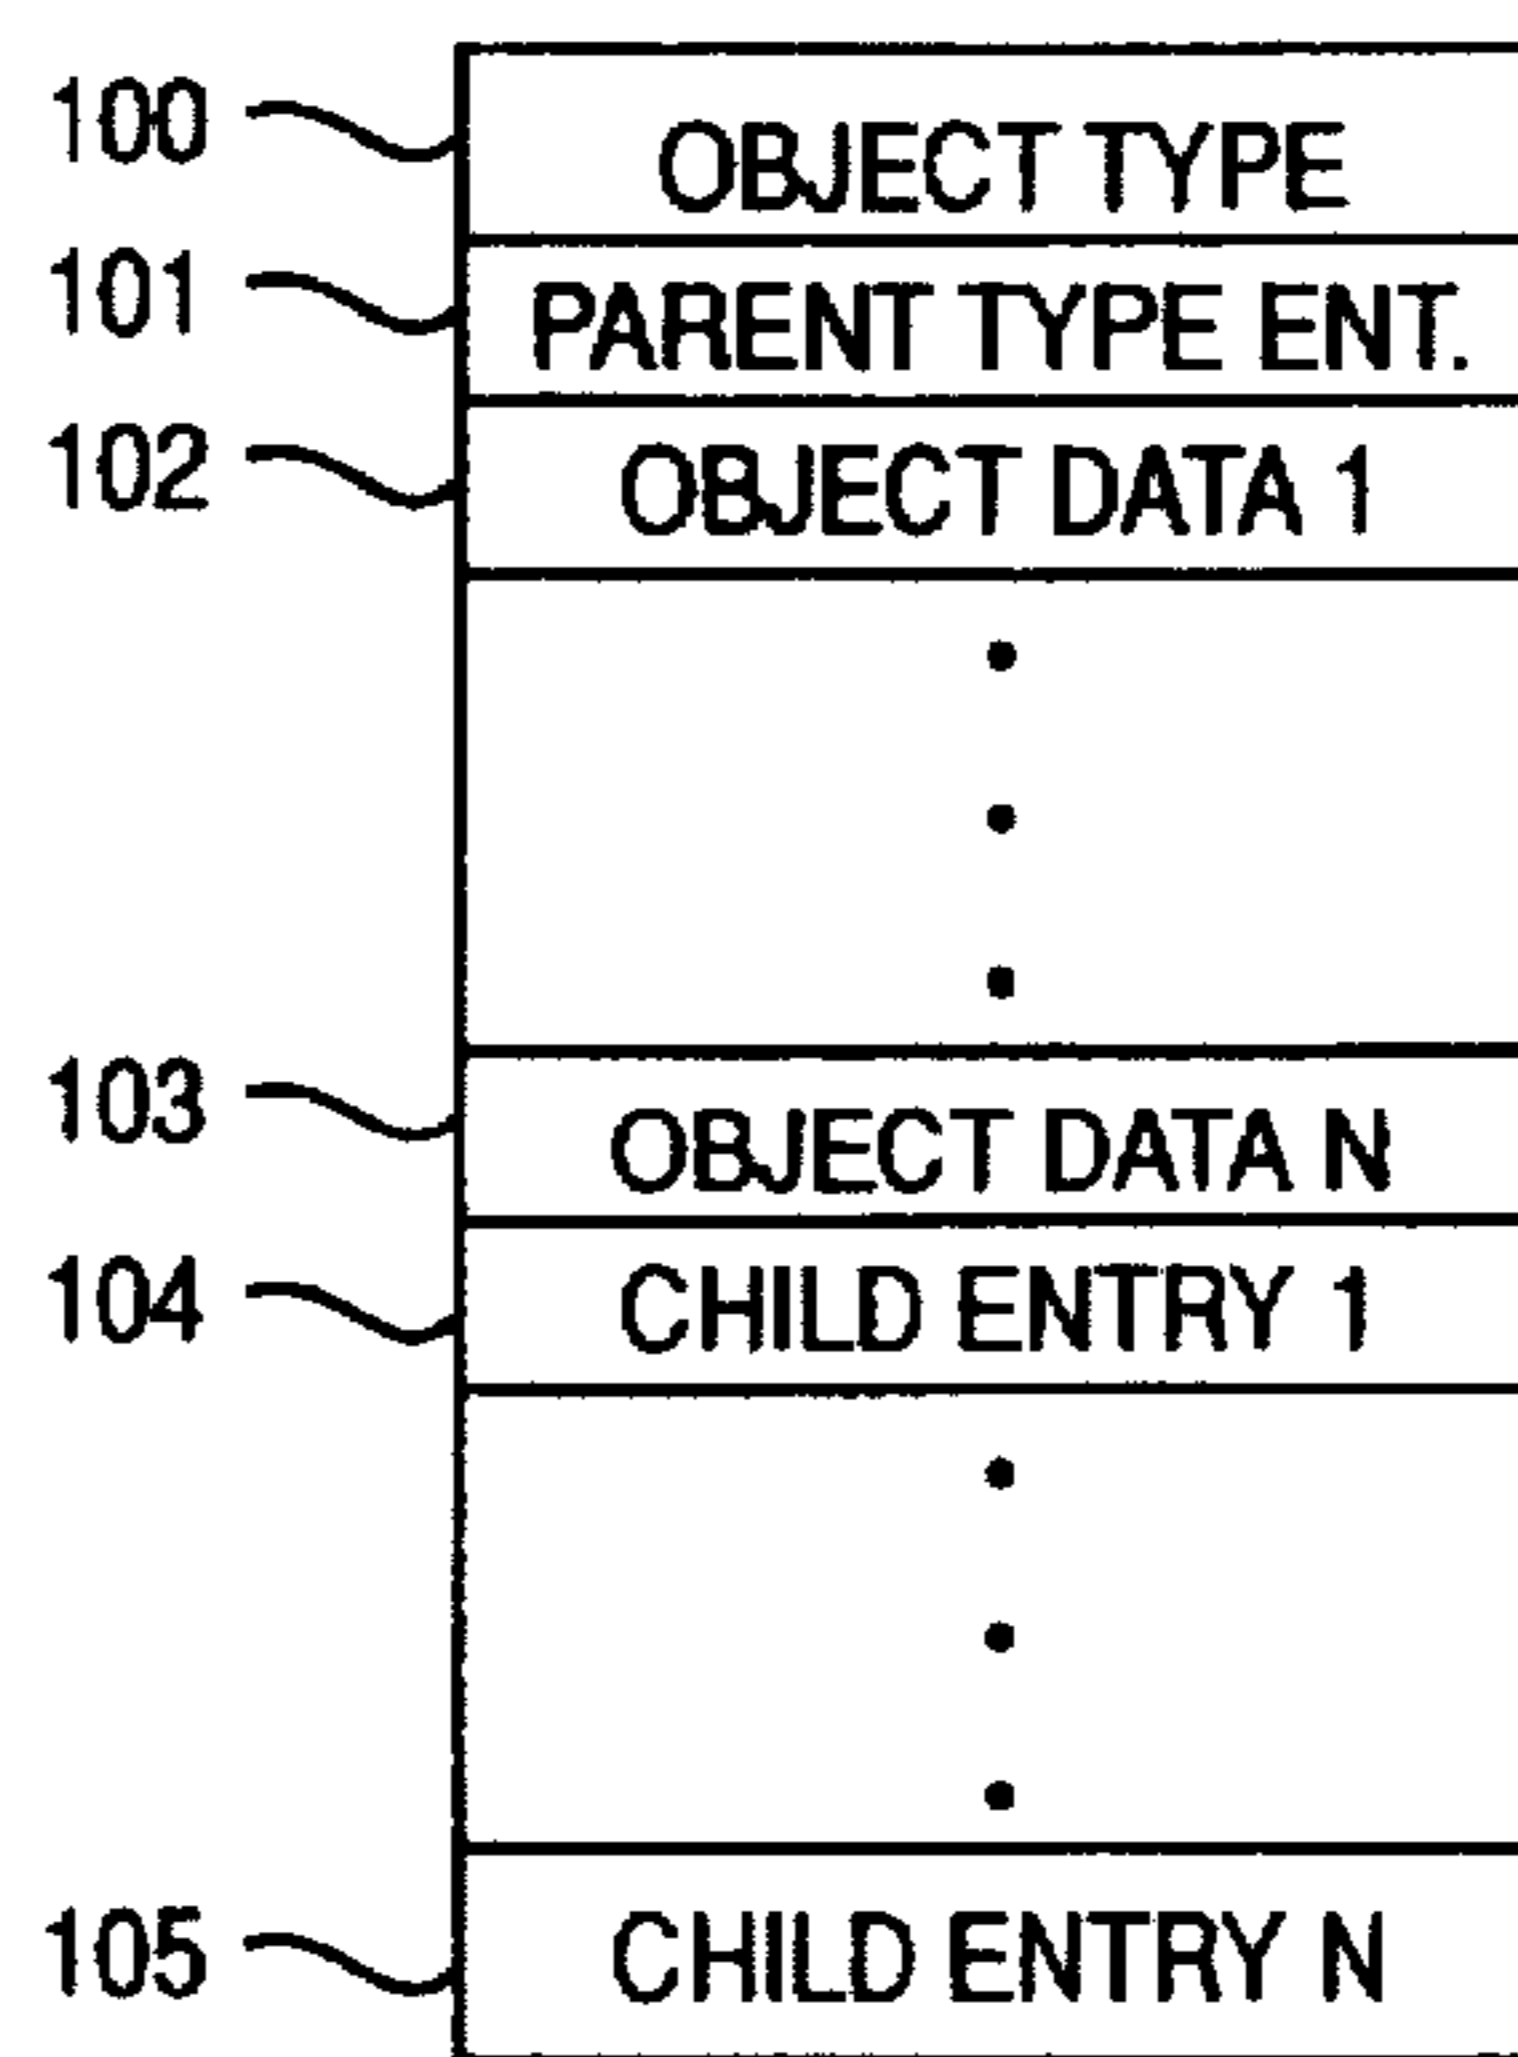 100 OBJECT TYPE
101 PARENT TYPE ENT.
102 OBJECT DATA 1
103 OBJECT DATA N
104 CHILD ENTRY 1
105 CHILD ENTRY N